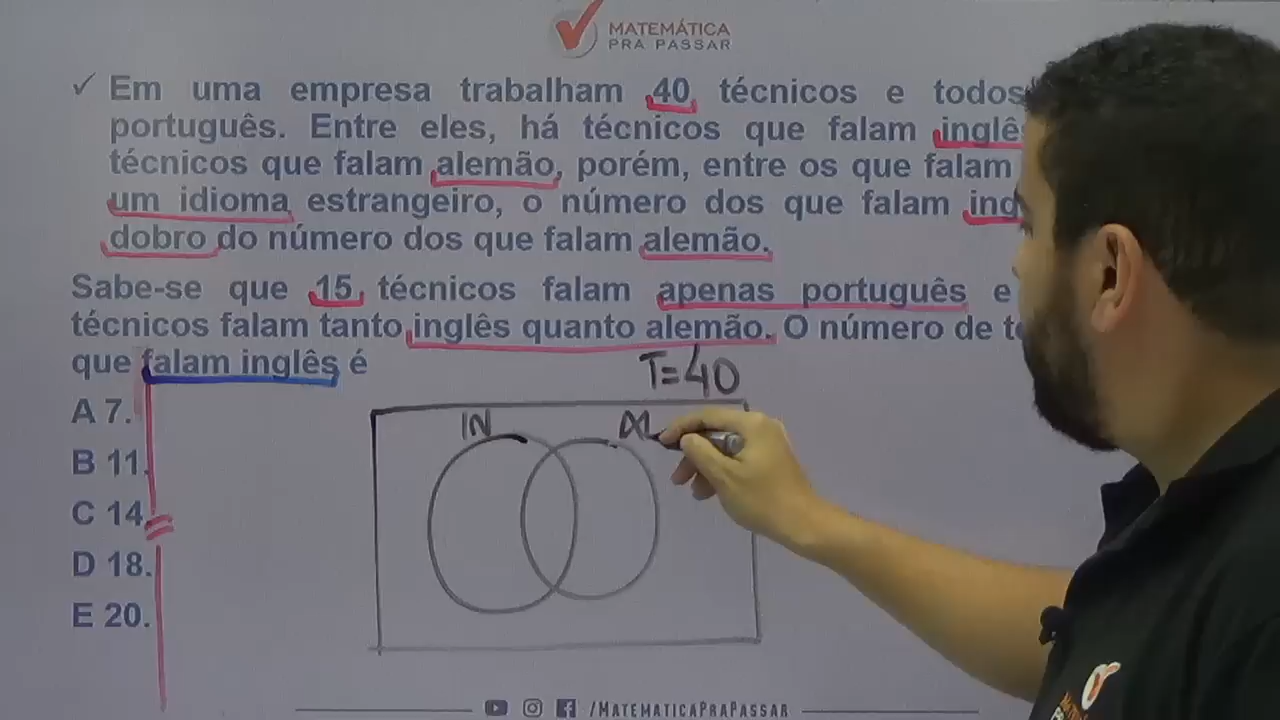 MATEMÁTICA
PRA PASSAR
Em uma empresa trabalham 40 técnicos e todos
português. Entre eles, há técnicos que falam inglês
técnicos que falam alemão, porém, entre os que falam
um idioma estrangeiro, o número dos que falam
dobro do número dos que falam alemão.
Sabe-se que 15 técnicos falam apenas português e
técnicos falam tanto inglês quanto alemão. O número de
que falam inglês é
T=40
A 7.
IN AL
B 11.
C 14.
D 18.
E 20.
/MATEMATICAPRAPASSAR